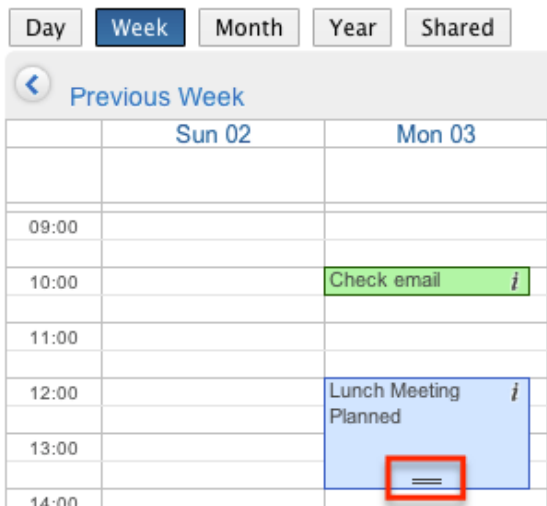 Day Week Month Year Shared
Previous Week
Sun 02 Mon 03
09:00
10:00 Check email i
11:00
12:00 Lunch Meeting i
Planned
13:00
14:00